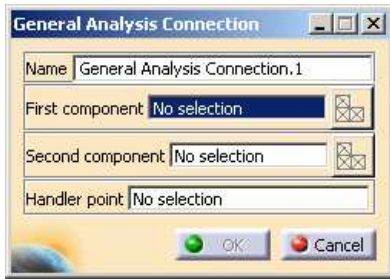 General Analysis Connection
Name General Analysis Connection.1
First component No selection
Second component No selection
Handler point No selection
OK Cancel